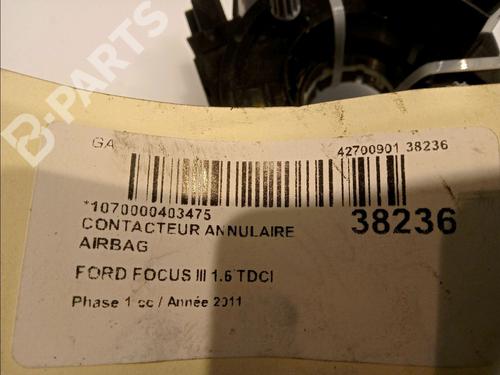 B-PARTS
GA
42700901 38236
*1070000403475
38236
CONTACTEUR ANNULAIRE
AIRBAG
FORD FOCUS III 1.6 TDCI
Phase 1 cc / Année 2011